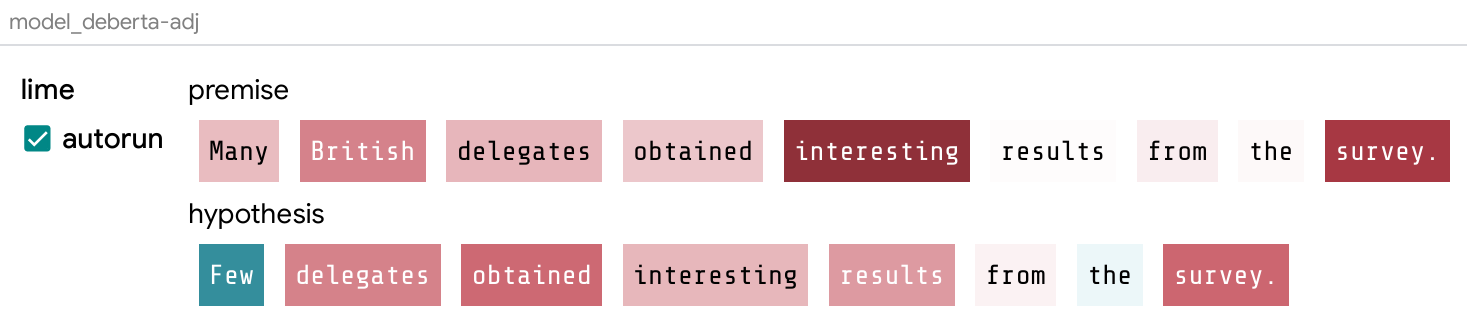 model_deberta-adj
lime
premise
autorun
Many British delegates obtained interesting results from the survey.
hypothesis
Few delegates obtained interesting results from the survey.